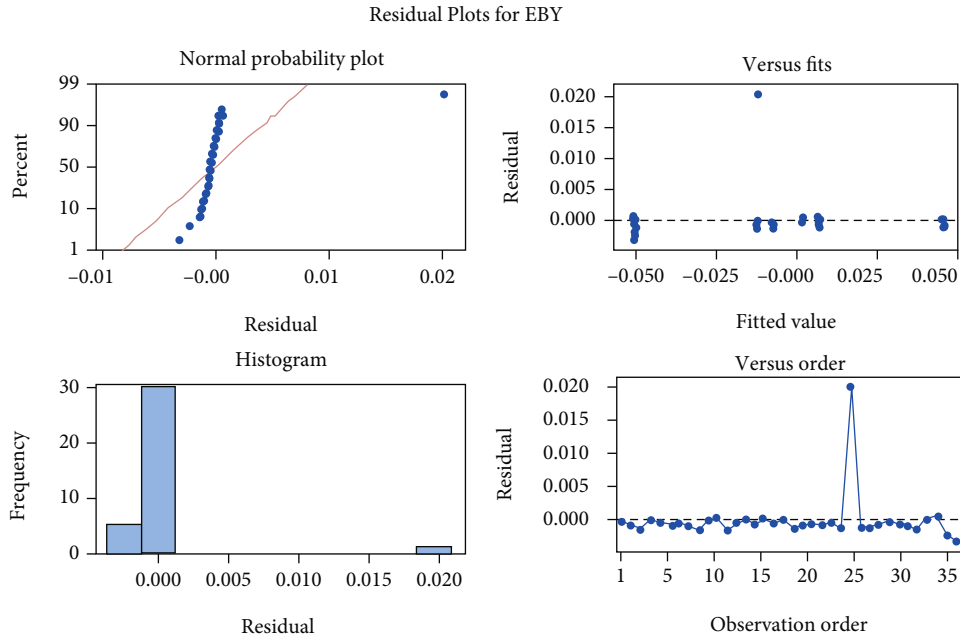 Residual Plots for EBY
Normal probability plot
99
90
50
10
1
Percent
−0.01 −0.00 0.01 0.02
Residual
Versus fits
0.020
0.015
0.010
0.005
0.000
Residual
−0.050 −0.025 −0.000 0.025 0.050
Fitted value
Histogram
30
20
10
0
Frequency
0.000 0.005 0.010 0.015 0.020
Residual
Versus order
0.020
0.015
0.010
0.005
0.000
Residual
1 5 10 15 20 25 30 35
Observation order